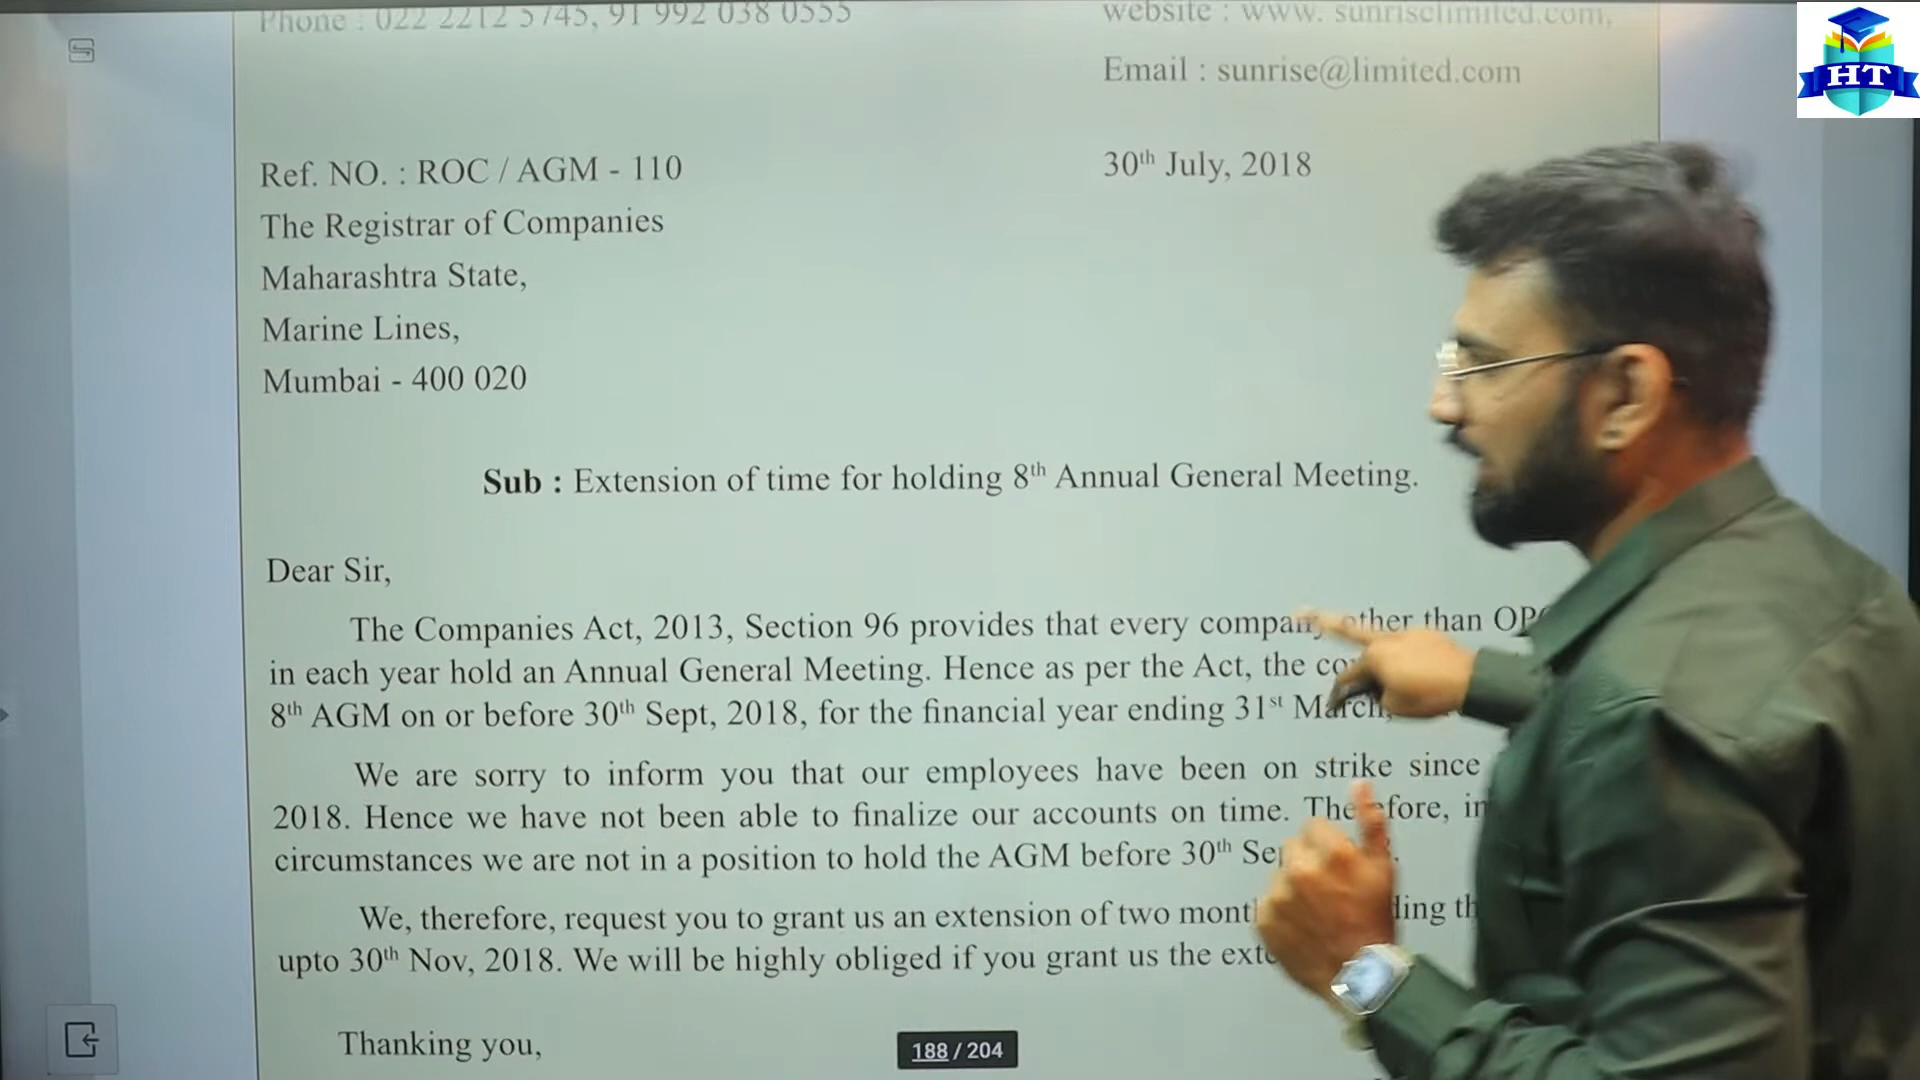 Phone : 022 2212 5745, 91 992 038 0555
website : www. sunriselimited.com,
Email : sunrise@limited.com
HT
Ref. NO. : ROC / AGM - 110
30th July, 2018
The Registrar of Companies
Maharashtra State,
Marine Lines,
Mumbai - 400 020
Sub : Extension of time for holding 8th Annual General Meeting.
Dear Sir,
The Companies Act, 2013, Section 96 provides that every company other than
in each year hold an Annual General Meeting. Hence as per the Act, the
8th AGM on or before 30th Sept, 2018, for the financial year ending 31st March,
We are sorry to inform you that our employees have been on strike since
2018. Hence we have not been able to finalize our accounts on time. Therefore,
circumstances we are not in a position to hold the AGM before 30th
We, therefore, request you to grant us an extension of two
upto 30th Nov, 2018. We will be highly obliged if you grant us the
Thanking you,
188 / 204